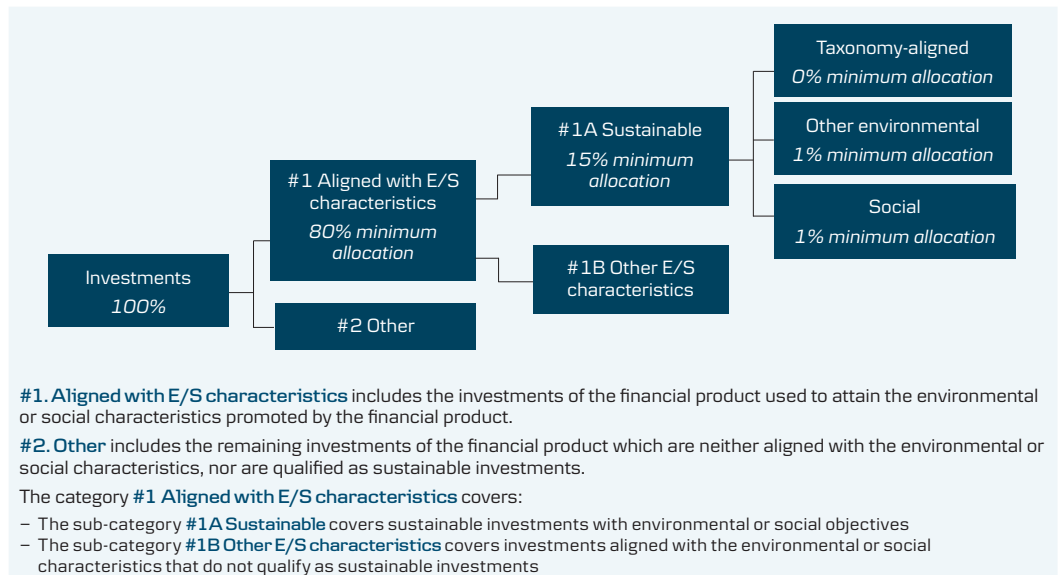 Taxonomy-aligned
0% minimum allocation
#1A Sustainable
15% minimum
allocation
Other environmental
1% minimum allocation
#1 Aligned with E/S
characteristics
80% minimum
allocation
Social
1% minimum allocation
Investments
100%
#1B Other E/S
characteristics
#2 Other
#1. Aligned with E/S characteristics includes the investments of the financial product used to attain the environmental
or social characteristics promoted by the financial product.
#2. Other includes the remaining investments of the financial product which are neither aligned with the environmental or
social characteristics, nor are qualified as sustainable investments.
The category #1 Aligned with E/S characteristics covers:
– The sub-category #1A Sustainable covers sustainable investments with environmental or social objectives
– The sub-category #1B Other E/S characteristics covers investments aligned with the environmental or social
characteristics that do not qualify as sustainable investments